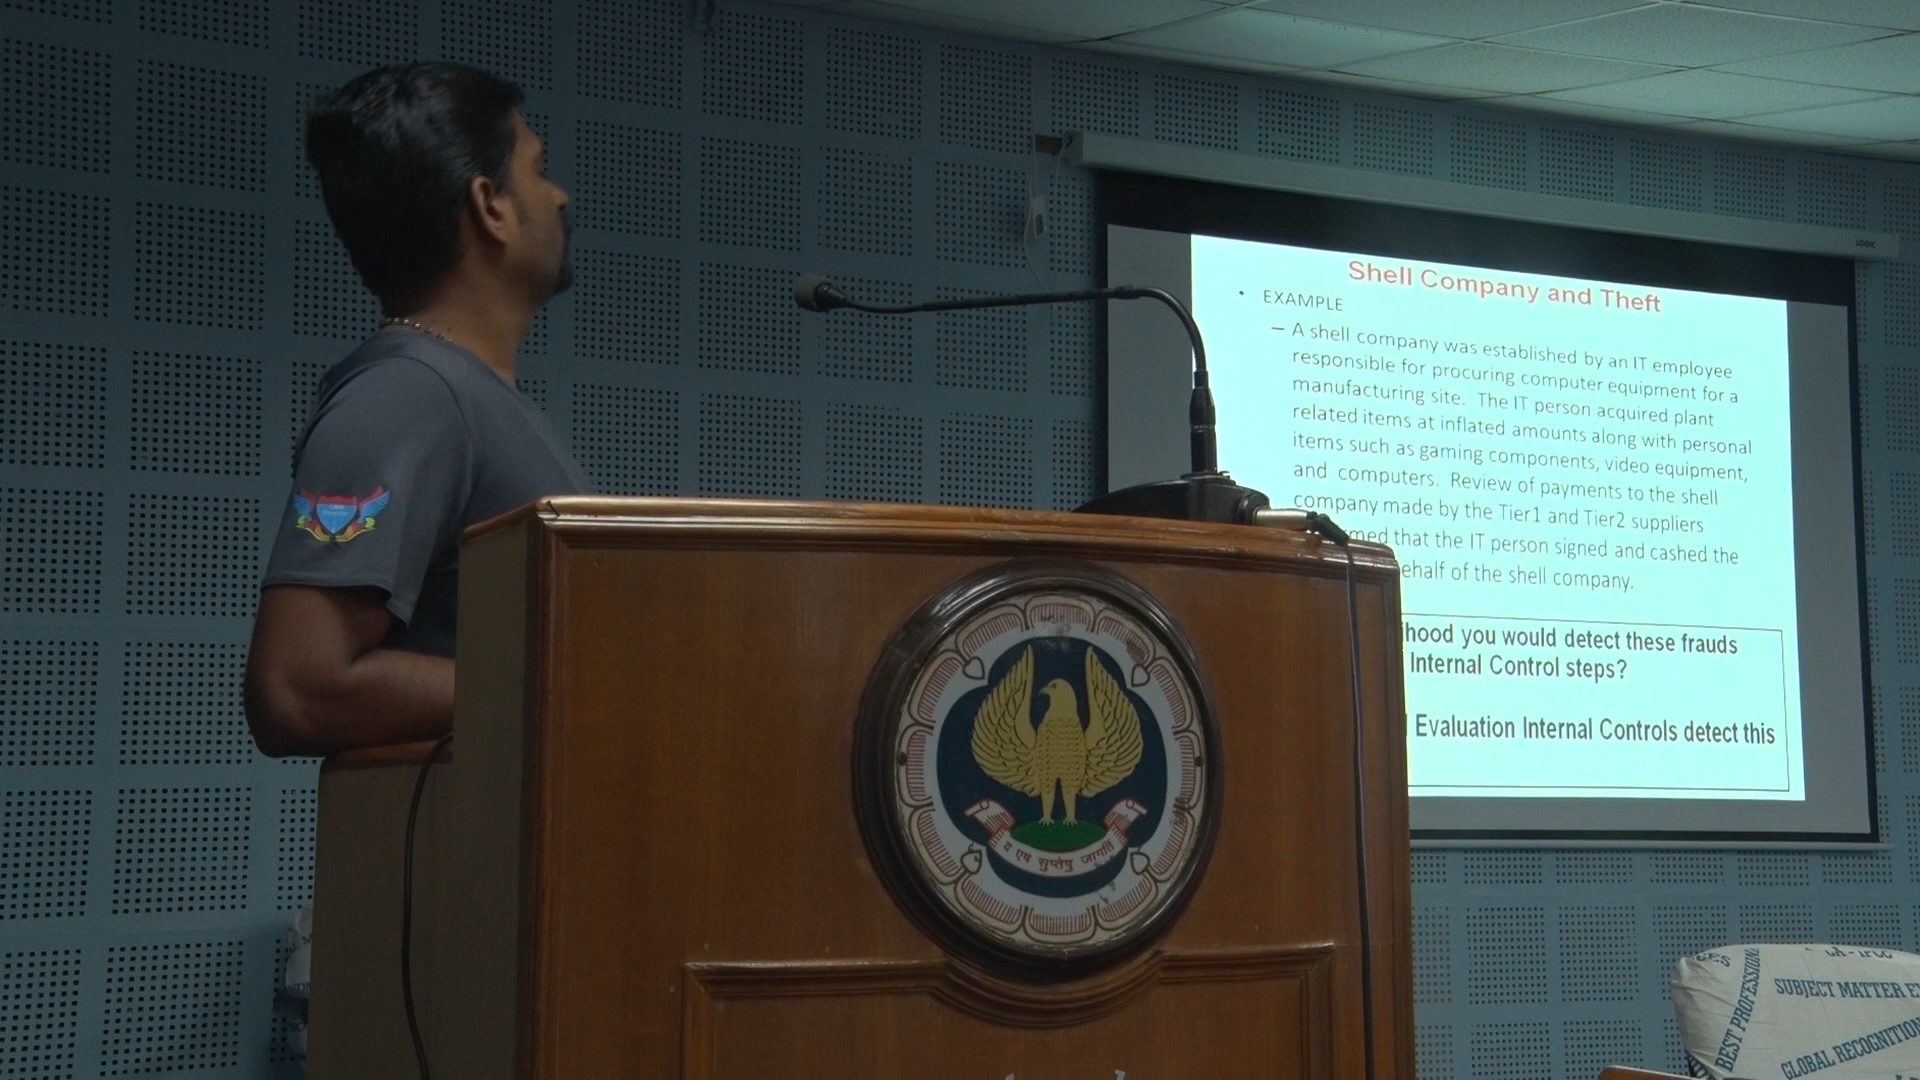 LOGIC
Shell Company and Theft
• EXAMPLE
– A shell company was established by an IT employee
responsible for procuring computer equipment for a
manufacturing site. The IT person acquired plant
related items at inflated amounts along with personal
items such as gaming components, video equipment,
and computers. Review of payments to the shell
company made by the Tier1 and Tier2 suppliers
med that the IT person signed and cashed the
ehalf of the shell company.
hood you would detect these frauds
Internal Control steps?
Evaluation Internal Controls detect this
य एष सुप्तेषु जागर्ति
CA - IPCC
BEST PROFESSION
SUBJECT MATTER E
GLOBAL RECOGNITION